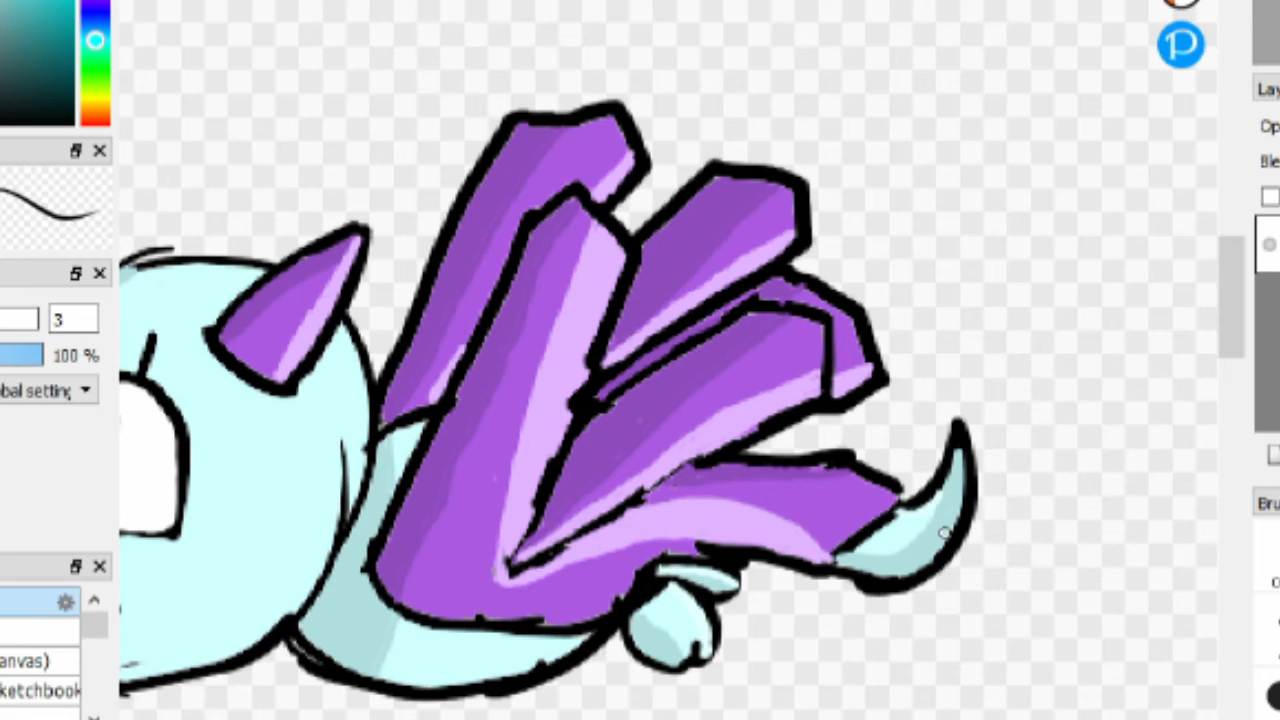 Lay
Op
3
Ble
100 %
bal setting
Bru
anvas)
ketchbook